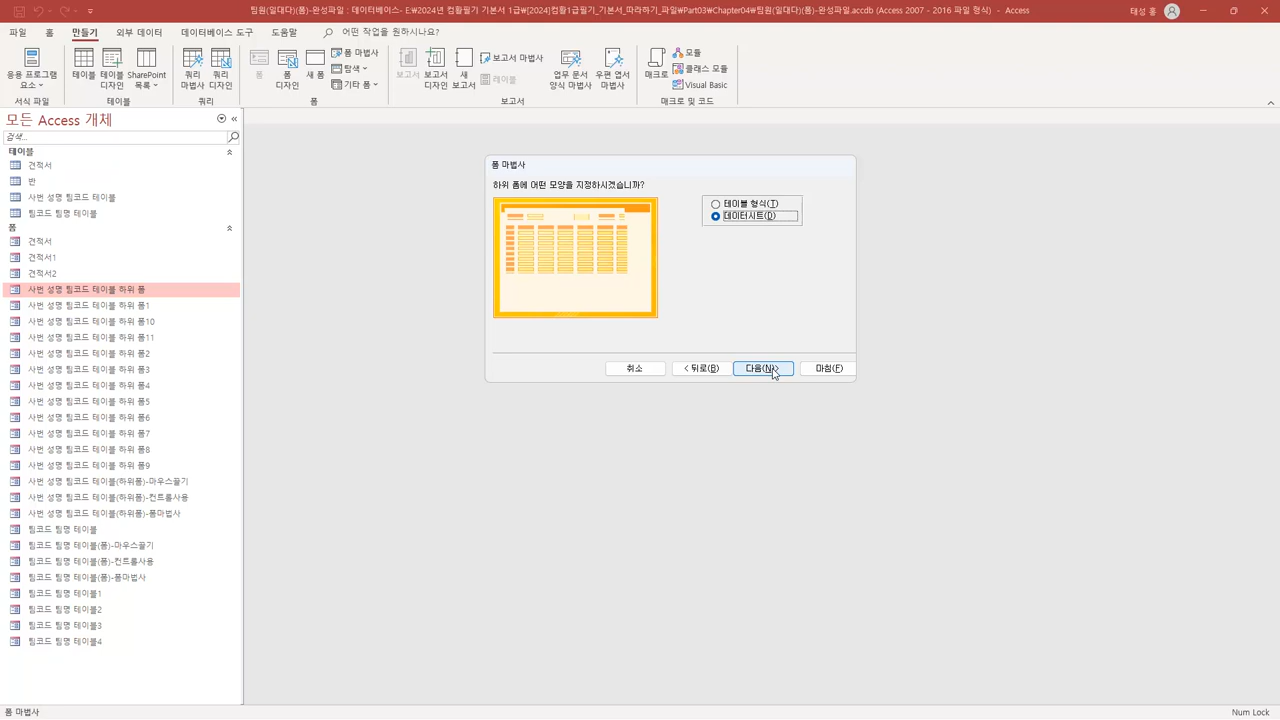 팀원(일대다)(폼)-완성파일 : 데이터베이스- E:₩2024년 컴활필기 기본서 1급₩[2024]컴활1급필기_기본서_따라하기_파일₩Part03₩Chapter04₩팀원(일대다)(폼)-완성파일.accdb (Access 2007 - 2016 파일 형식) - Access
태성 홍
파일 홈 만들기 외부 데이터 데이터베이스 도구 도움말 어떤 작업을 원하시나요?
응용 프로그램 요소
테이블
테이블 디자인
SharePoint 목록
쿼리 마법사
쿼리 디자인
폼
폼 디자인
새 폼
폼 마법사
탐색
기타 폼
보고서
보고서 디자인
새 보고서
보고서 마법사
레이블
업무 문서 양식 마법사
우편 엽서 마법사
매크로
모듈
클래스 모듈
Visual Basic
서식 파일 테이블 쿼리 폼 보고서 매크로 및 코드
모든 Access 개체
검색...
테이블
견적서
반
사번 성명 팀코드 테이블
팀코드 팀명 테이블
폼
견적서
견적서1
견적서2
사번 성명 팀코드 테이블 하위 폼
사번 성명 팀코드 테이블 하위 폼1
사번 성명 팀코드 테이블 하위 폼10
사번 성명 팀코드 테이블 하위 폼11
사번 성명 팀코드 테이블 하위 폼2
사번 성명 팀코드 테이블 하위 폼3
사번 성명 팀코드 테이블 하위 폼4
사번 성명 팀코드 테이블 하위 폼5
사번 성명 팀코드 테이블 하위 폼6
사번 성명 팀코드 테이블 하위 폼7
사번 성명 팀코드 테이블 하위 폼8
사번 성명 팀코드 테이블 하위 폼9
사번 성명 팀코드 테이블(하위폼)-마우스끌기
사번 성명 팀코드 테이블(하위폼)-컨트롤사용
사번 성명 팀코드 테이블(하위폼)-폼마법사
팀코드 팀명 테이블
팀코드 팀명 테이블(폼)-마우스끌기
팀코드 팀명 테이블(폼)-컨트롤사용
팀코드 팀명 테이블(폼)-폼마법사
팀코드 팀명 테이블1
팀코드 팀명 테이블2
팀코드 팀명 테이블3
팀코드 팀명 테이블4
폼 마법사
하위 폼에 어떤 모양을 지정하시겠습니까?
테이블 형식(T)
데이터시트(D)
취소 < 뒤로(B) 다음(N)> 마침(F)
폼 마법사 Num Lock